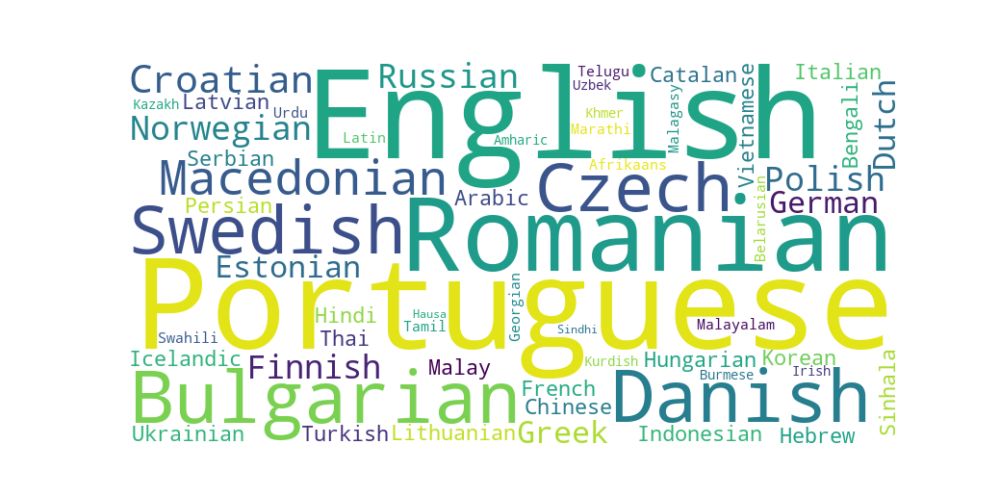 Croatian
English
Russian
Telugu
Uzbek
Catalan
Italian
Kazakh
Latvian
Urdu
Norwegian
Latin
Amharic
Khmer
Marathi
Malagasy
Vietnamese
Bengali
Dutch
Serbian
Macedonian
Afrikaans
Czech
Polish
Persian
Arabic
German
Belarusian
Swedish
Romanian
Estonian
Portuguese
Georgian
Hindi
Hausa
Tamil
Sindhi
Malayalam
Swahili
Thai
Icelandic
Finnish
Malay
Kurdish
Hungarian
Korean
Burmese
Irish
Sinhala
Bulgarian
French
Chinese
Danish
Ukrainian
Turkish
Lithuanian
Greek
Indonesian
Hebrew